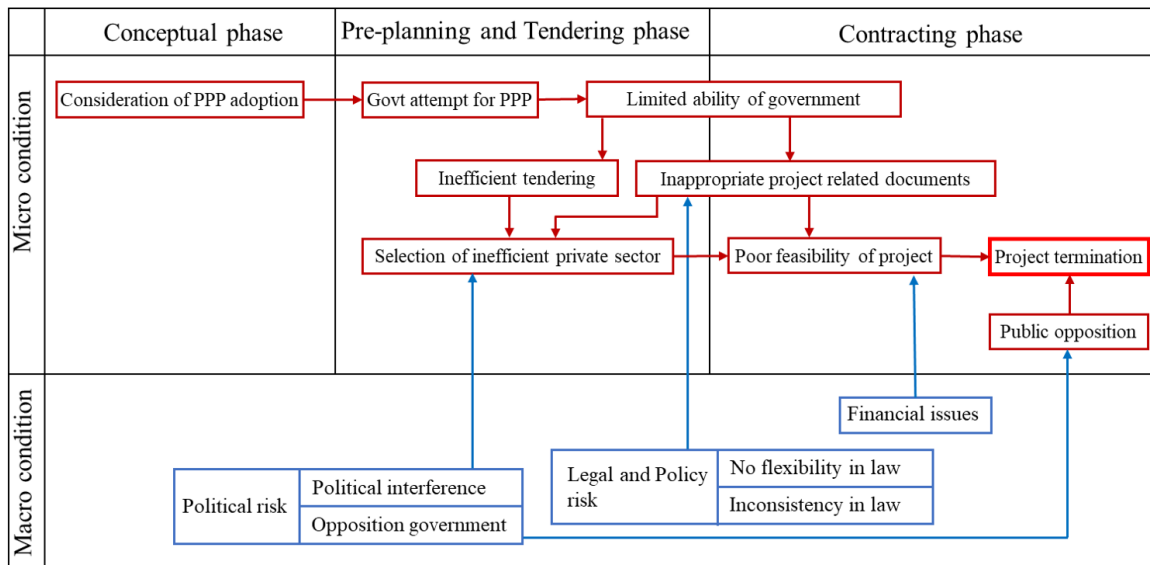 Conceptual phase
Pre-planning and Tendering phase
Contracting phase
Micro condition
Consideration of PPP adoption
Govt attempt for PPP
Limited ability of government
Inefficient tendering
Inappropriate project related documents
Selection of inefficient private sector
Poor feasibility of project
Project termination
Public opposition
Macro condition
Financial issues
Political risk
Political interference
Opposition government
Legal and Policy
risk
No flexibility in law
Inconsistency in law